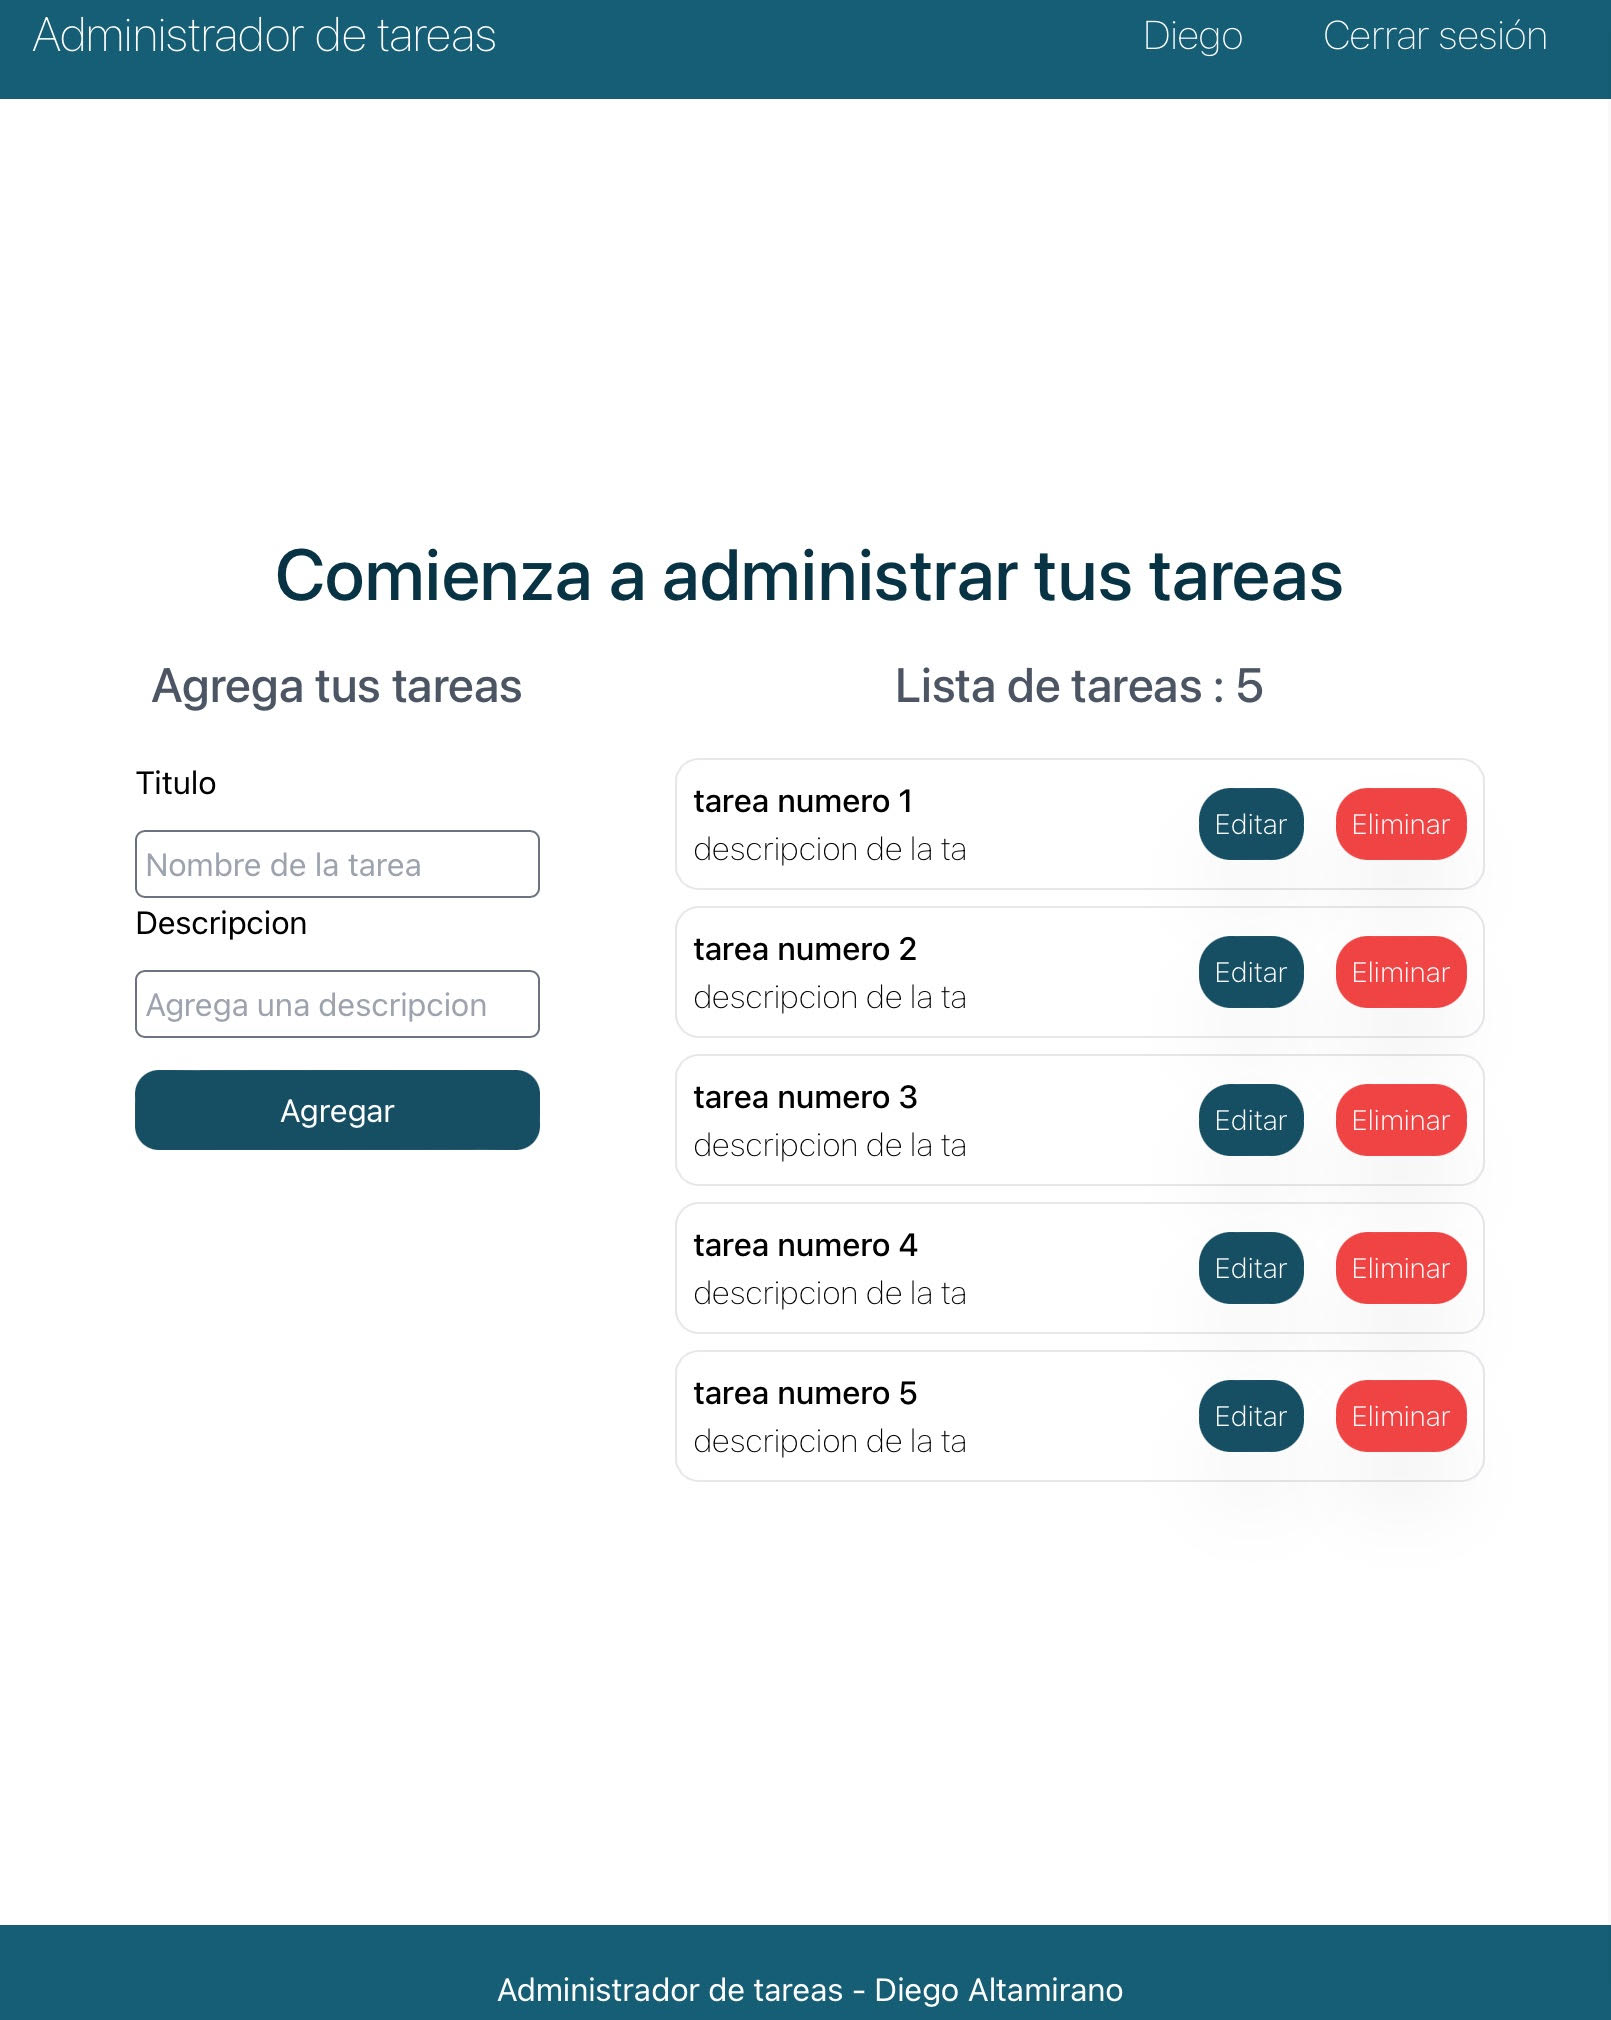 Administrador de tareas
Diego
Cerrar sesión
Comienza a administrar tus tareas
Agrega tus tareas
Titulo
Nombre de la tarea
Descripcion
Agrega una descripcion
Agregar
Lista de tareas : 5
tarea numero 1
descripcion de la ta
Editar
Eliminar
tarea numero 2
descripcion de la ta
Editar
Eliminar
tarea numero 3
descripcion de la ta
Editar
Eliminar
tarea numero 4
descripcion de la ta
Editar
Eliminar
tarea numero 5
descripcion de la ta
Editar
Eliminar
Administrador de tareas - Diego Altamirano